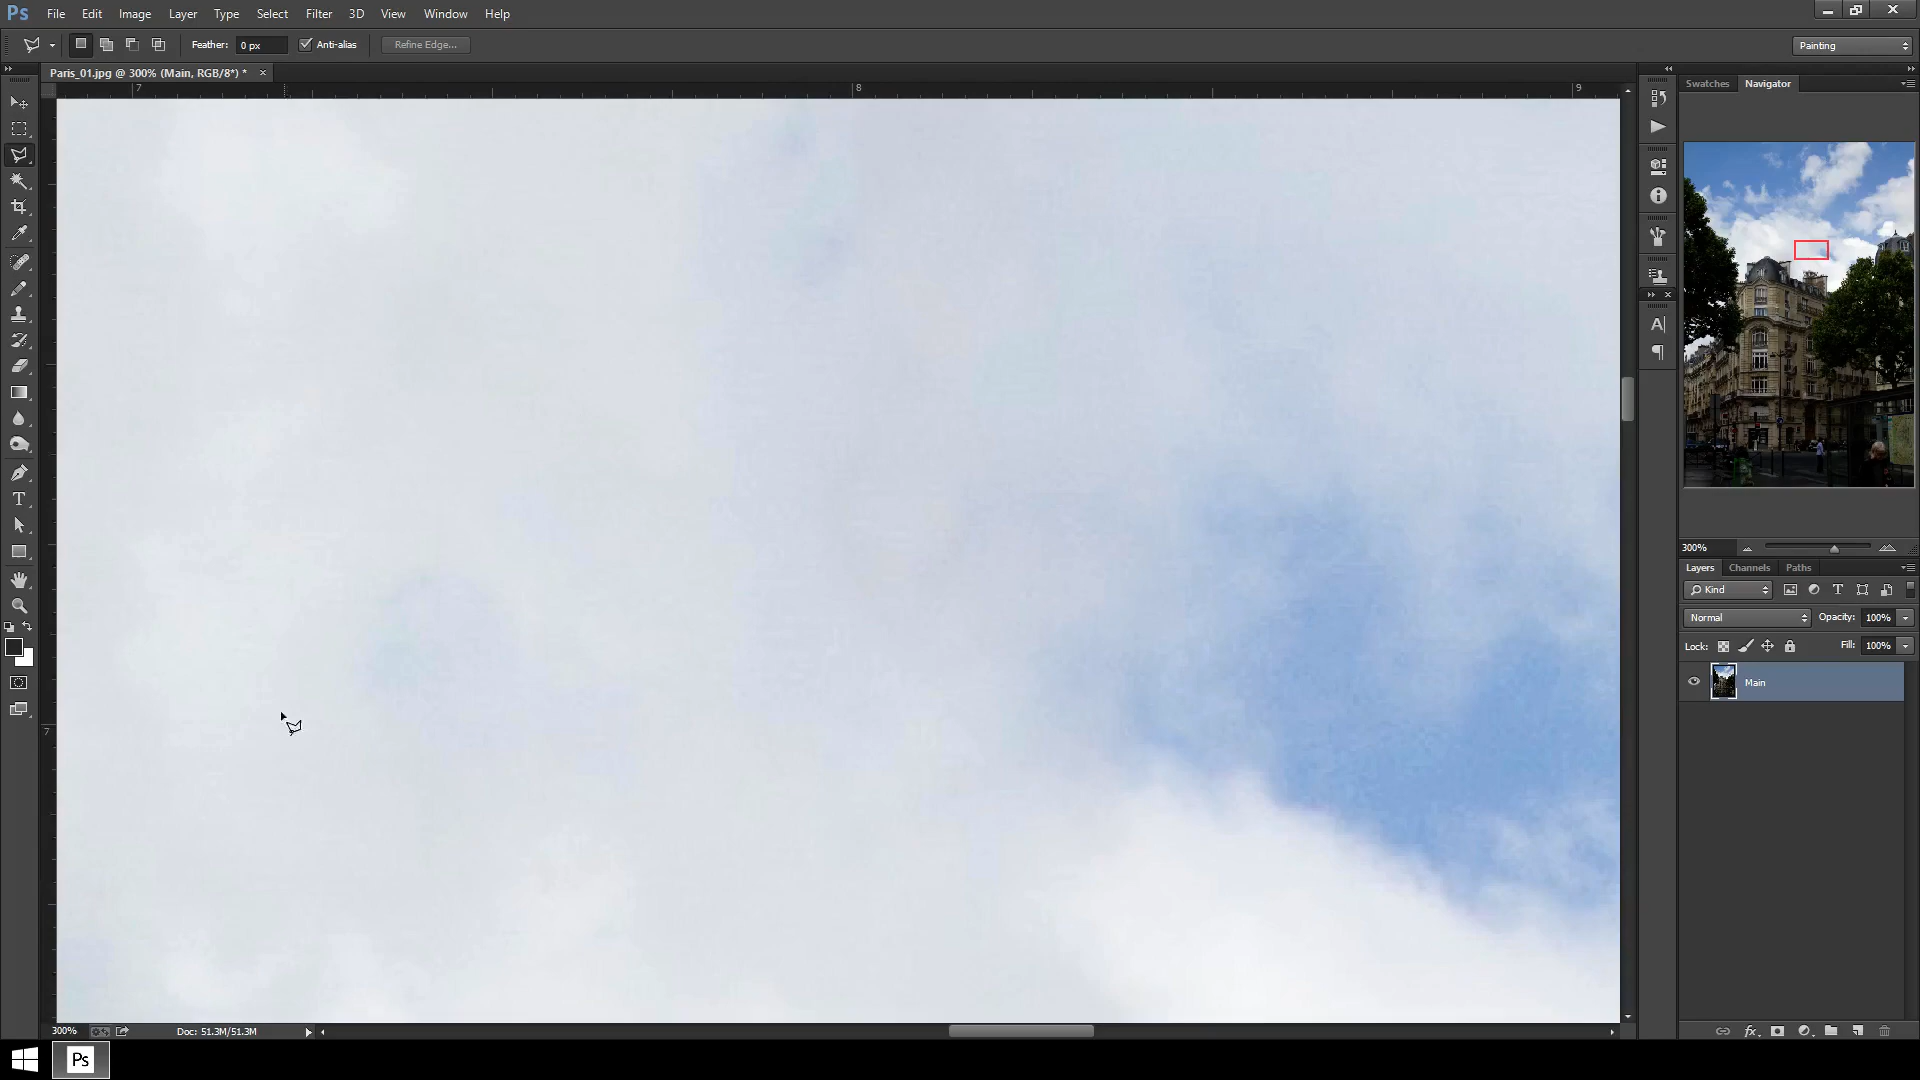 Ps File Edit Image Layer Type Select Filter 3D View Window Help
Feather: 0 px Anti-alias Refine Edge... Painting
Paris_01.jpg @ 300% (Main, RGB/8*) *
7 8 9
Swatches Navigator
7
300%
Layers Channels Paths
Kind
Normal Opacity: 100%
Lock: Fill: 100%
Main
300% Doc: 51.3M/51.3M
Ps